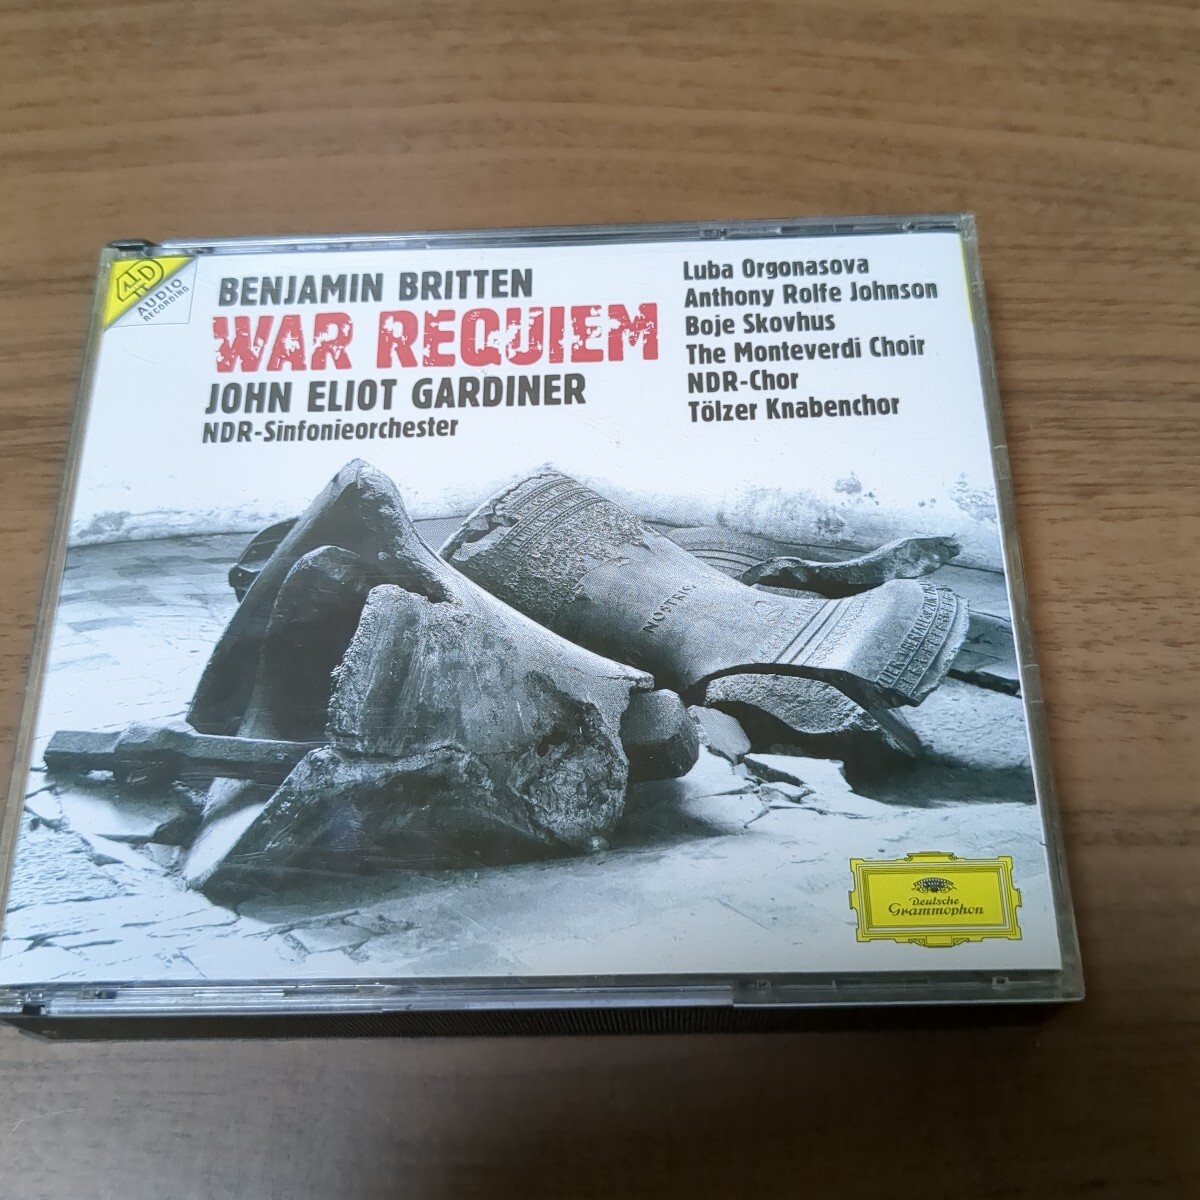 4D
AUDIO
RECORDING
BENJAMIN BRITTEN
WAR REQUIEM
JOHN ELIOT GARDINER
NDR-Sinfonieorchester
Luba Orgonasova
Anthony Rolfe Johnson
Boje Skovhus
The Monteverdi Choir
NDR-Chor
Tölzer Knabenchor
NOSTRIS
Deutsche
Grammophon